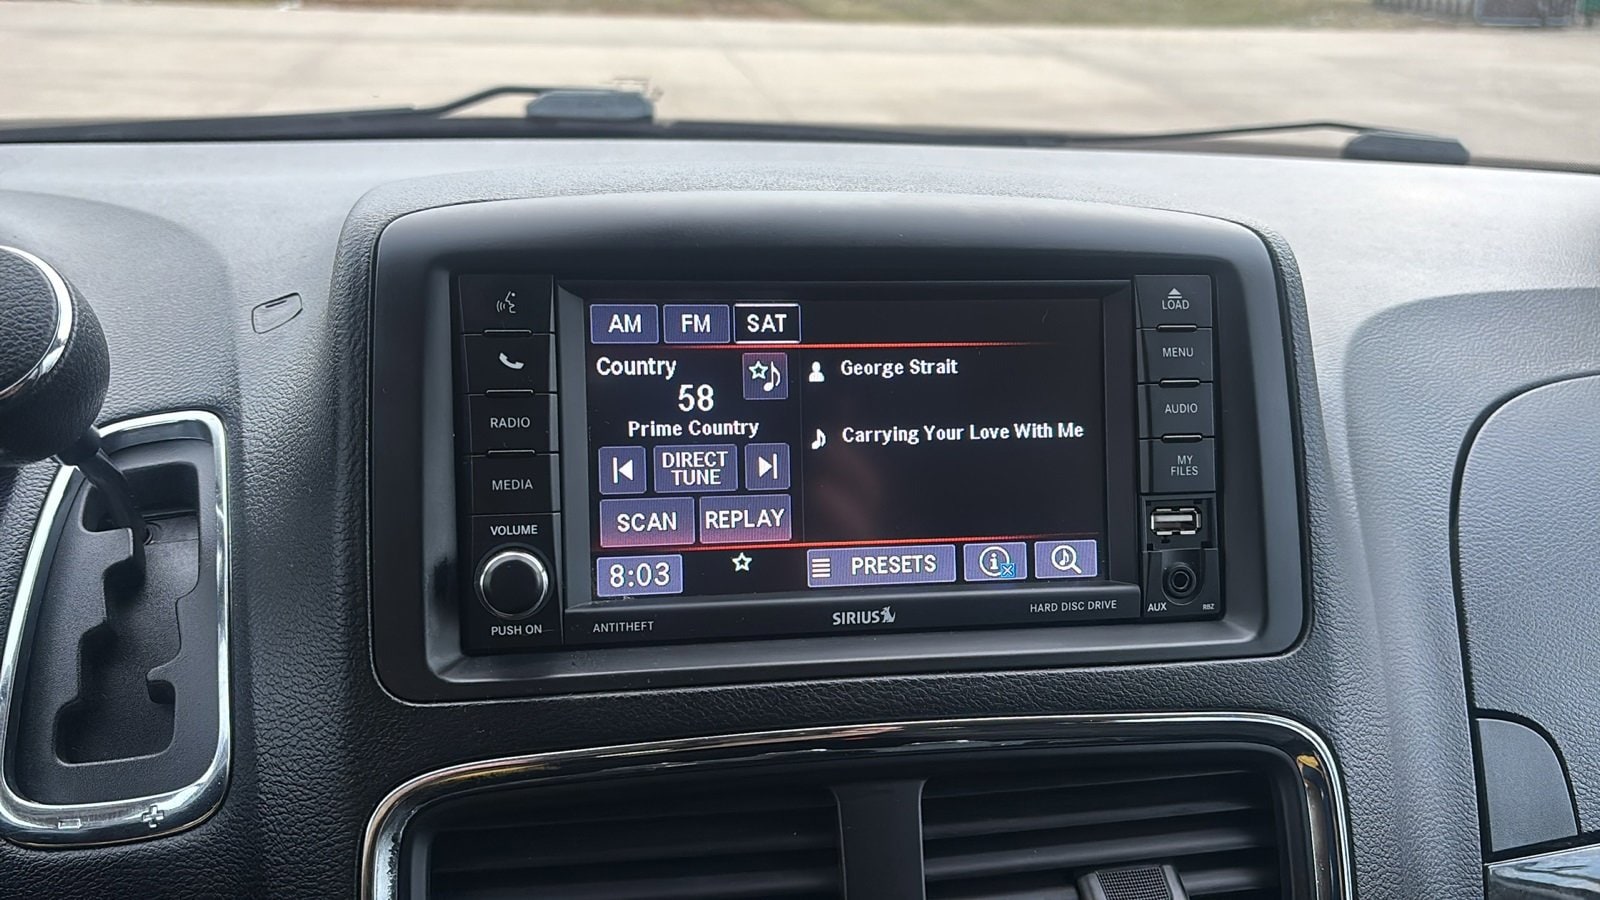 RADIO
MEDIA
VOLUME
PUSH ON
AM FM SAT
Country
58
Prime Country
DIRECT
TUNE
SCAN REPLAY
8:03
George Strait
Carrying Your Love With Me
PRESETS
ANTITHEFT
SIRIUS
HARD DISC DRIVE
LOAD
MENU
AUDIO
MY
FILES
AUX
RBZ